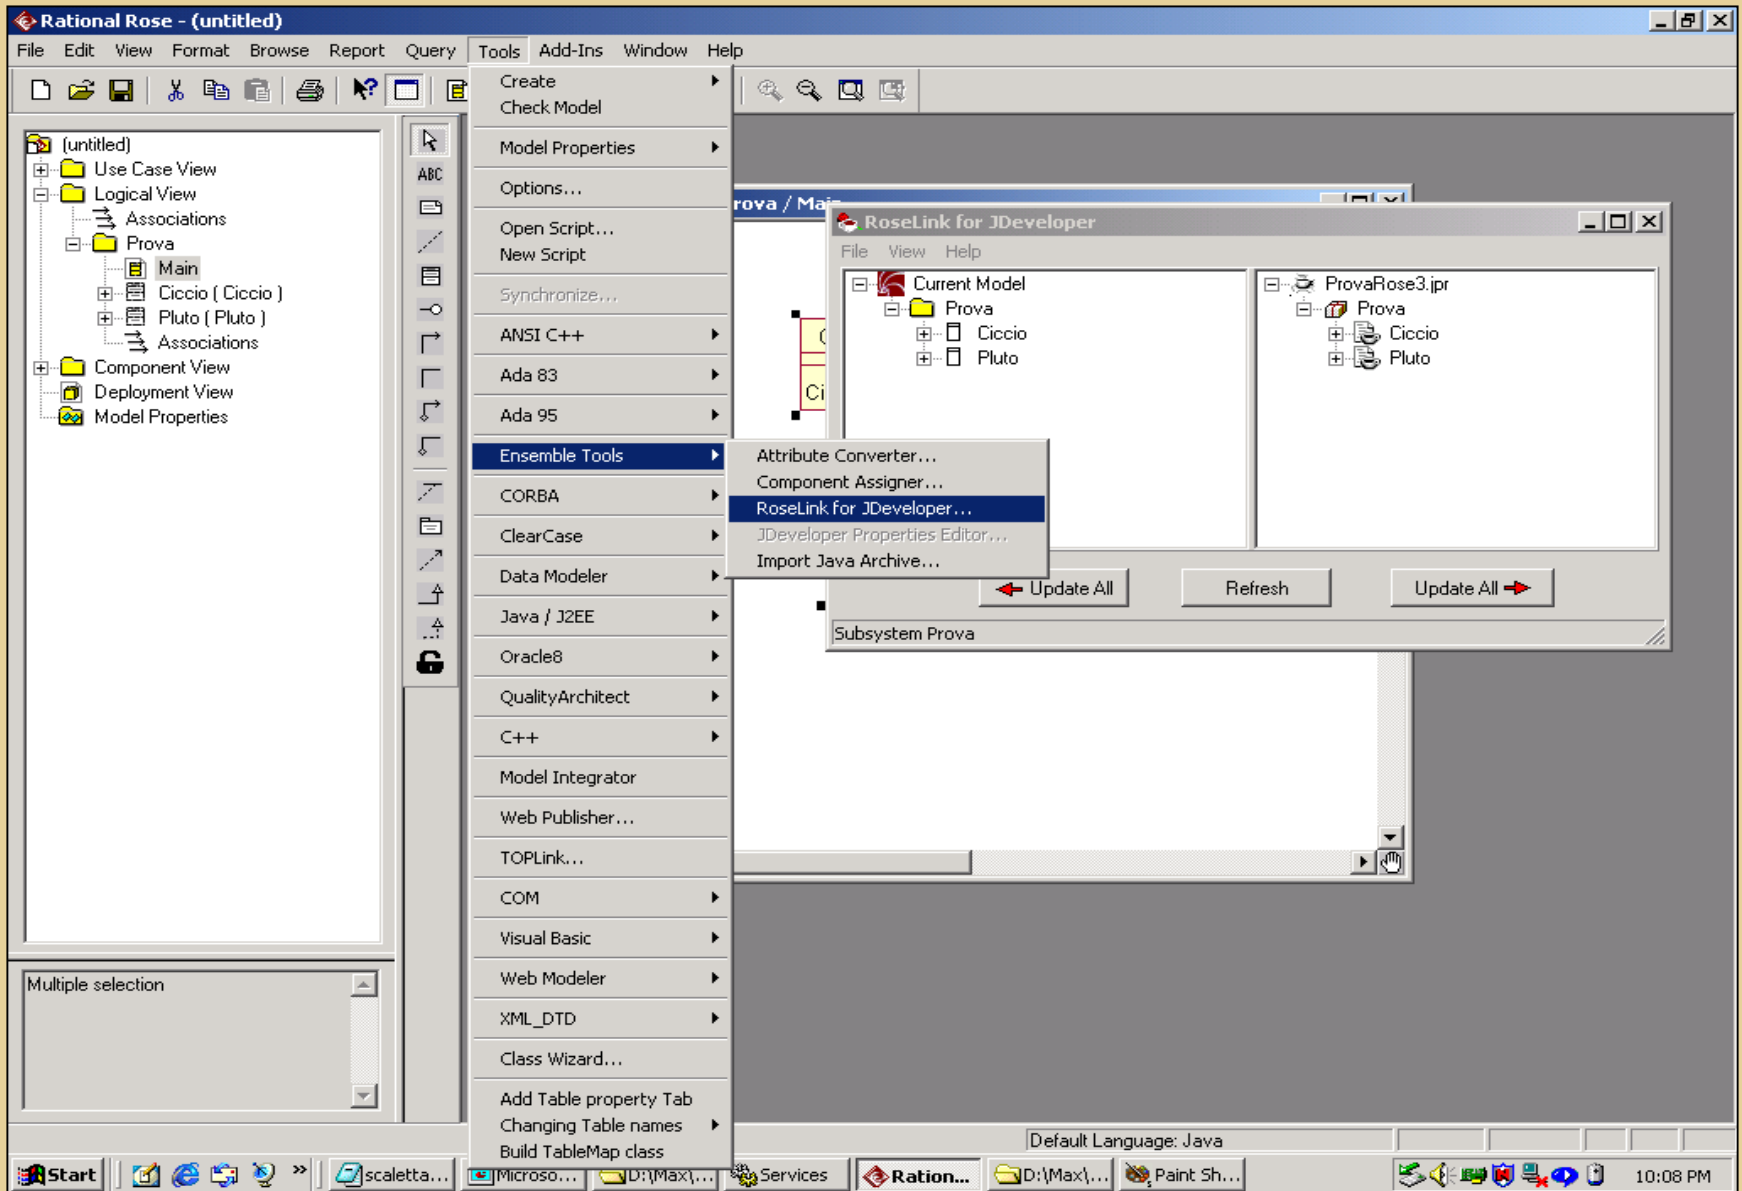 Rational Rose - (untitled)
File Edit View Format Browse Report Query Tools Add-Ins Window Help
(untitled)
Use Case View
Logical View
Associations
Prova
Main
Ciccio ( Ciccio )
Pluto ( Pluto )
Associations
Component View
Deployment View
Model Properties
Multiple selection
ABC
Create
Check Model
Model Properties
Options...
Open Script...
New Script
Synchronize...
ANSI C++
Ada 83
Ada 95
Ensemble Tools
CORBA
ClearCase
Data Modeler
Java / J2EE
Oracle8
QualityArchitect
C++
Model Integrator
Web Publisher...
TOPLink...
COM
Visual Basic
Web Modeler
XML_DTD
Class Wizard...
Add Table property Tab
Changing Table names
Build TableMap class
Attribute Converter...
Component Assigner...
RoseLink for JDeveloper...
JDeveloper Properties Editor...
Import Java Archive...
rova / Main
Ci
RoseLink for JDeveloper
File View Help
Current Model
Prova
Ciccio
Pluto
ProvaRose3.jpr
Prova
Ciccio
Pluto
Update All Refresh Update All
Subsystem Prova
Default Language: Java
Start » scaletta... Microso... D:\Max\... Services Ration... D:\Max\... Paint Sh... 10:08 PM